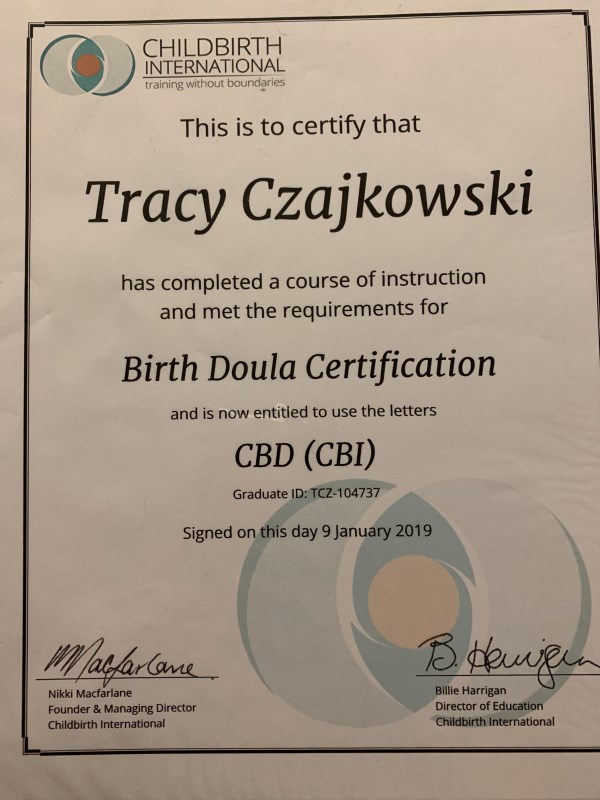 CHILDBIRTH
INTERNATIONAL
training without boundaries
This is to certify that
Tracy Czajkowski
has completed a course of instruction
and met the requirements for
Birth Doula Certification
and is now entitled to use the letters
CBD (CBI)
Graduate ID: TCZ-104737
Signed on this day 9 January 2019
MMacfarlane
Nikki Macfarlane
Founder & Managing Director
Childbirth International
B. Harrigan
Billie Harrigan
Director of Education
Childbirth International